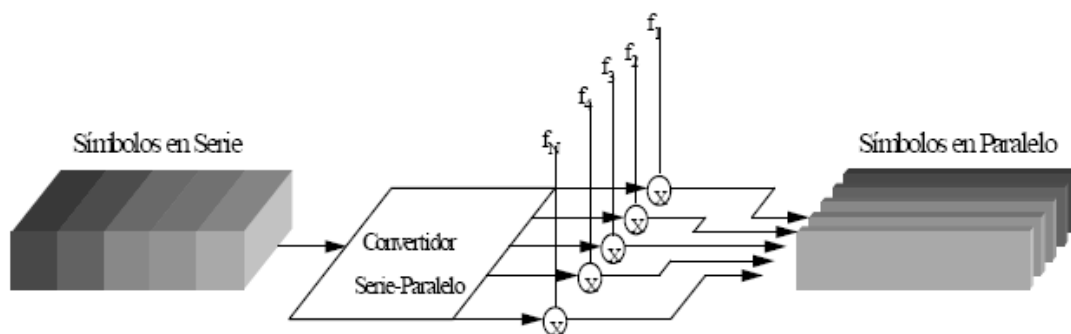 f1
f2
f3
f4
fN
Símbolos en Serie
Símbolos en Paralelo
Convertidor
Serie-Paralelo
x
x
x
x
x